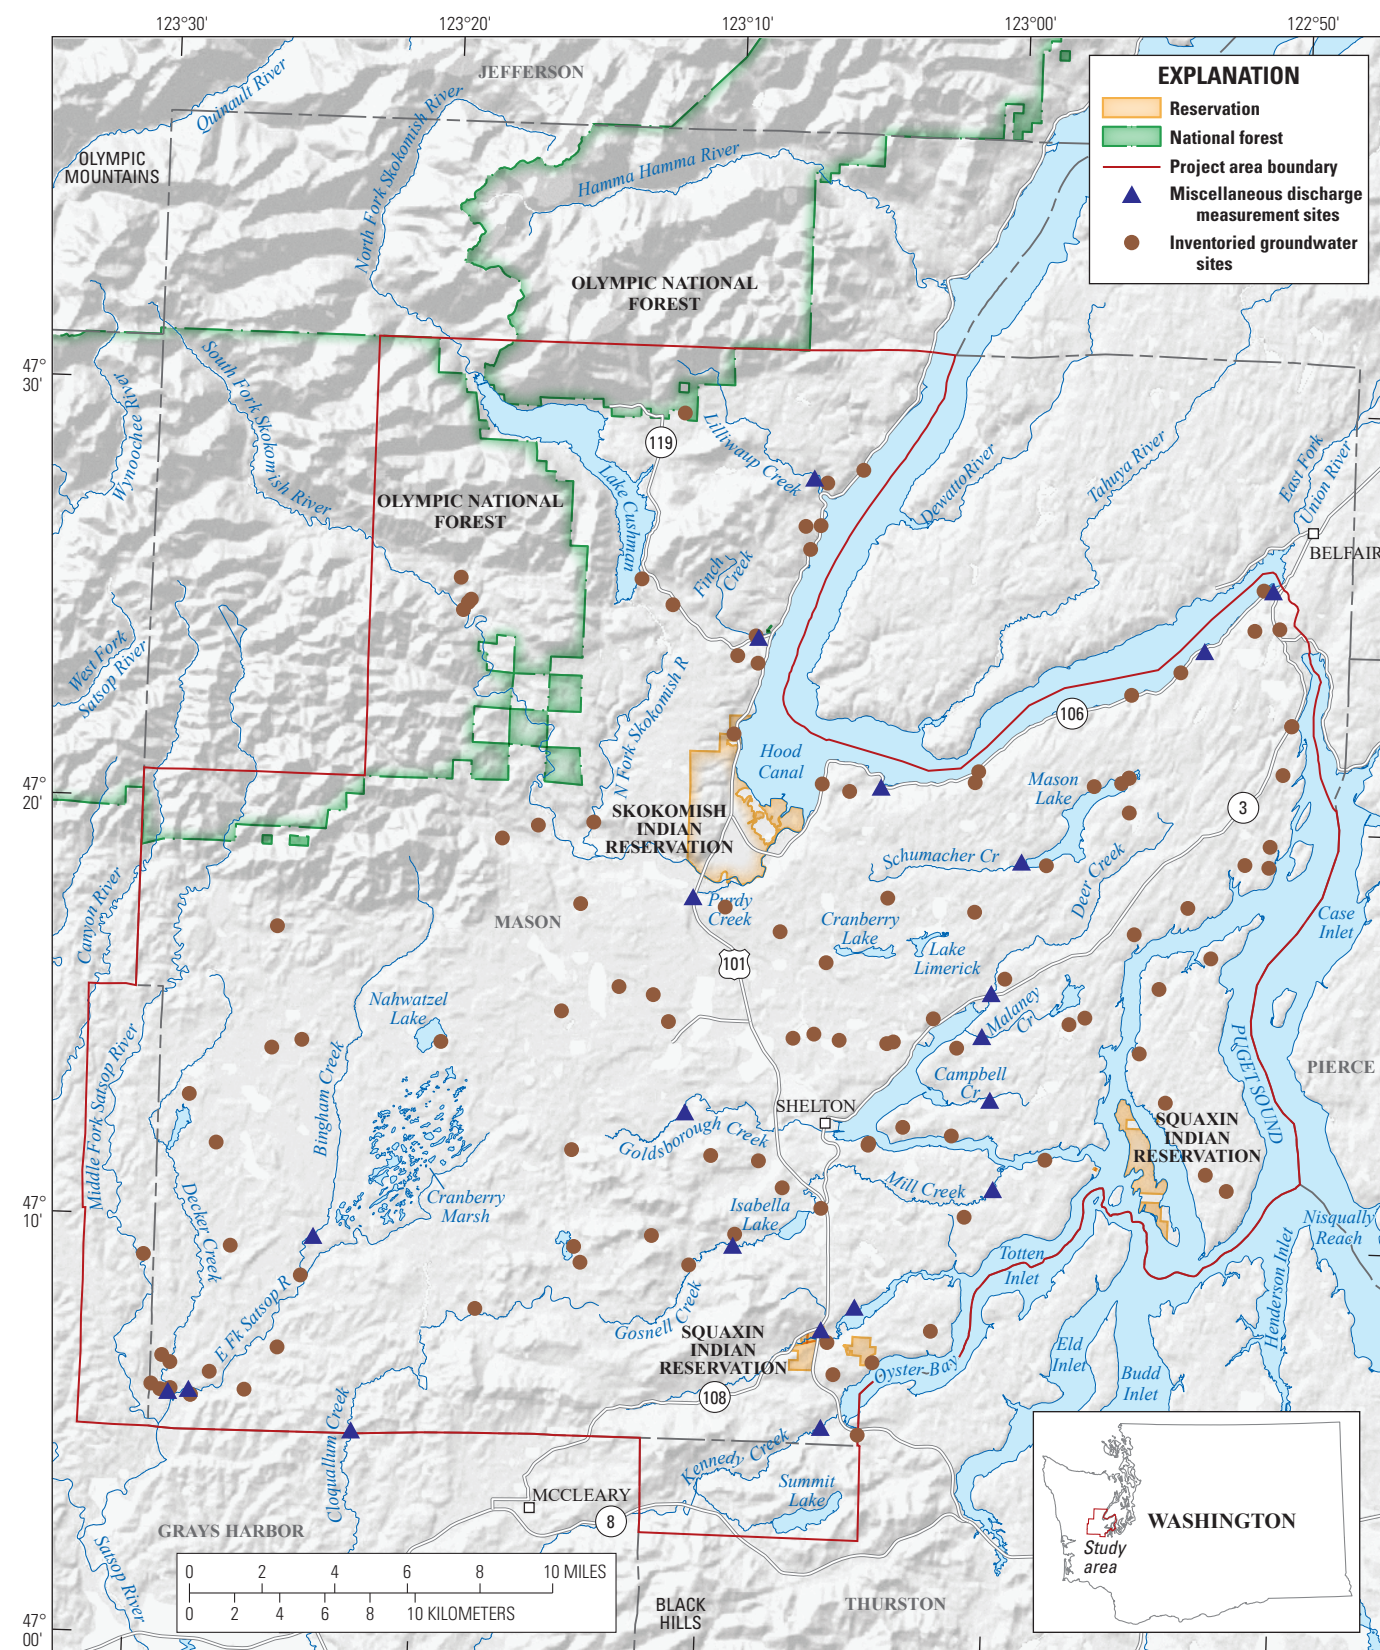 123°30'
123°20'
123°10'
123°00'
122°50'
EXPLANATION
Reservation
National forest
Project area boundary
Miscellaneous discharge
measurement sites
Inventoried groundwater
sites
JEFFERSON
Quinault River
OLYMPIC
MOUNTAINS
North Fork Skokomish River
Hamma Hamma River
OLYMPIC NATIONAL
FOREST
47°
30'
Wynoochee River
South Fork Skokomish River
119
Lilliwaup Creek
Lake Cushman
OLYMPIC NATIONAL
FOREST
Dewatto River
Tahuya River
East Fork
Union River
BELFAIR
Finch
Creek
West Fork
Satsop River
N Fork Skokomish R
106
Hood
Canal
Mason
Lake
3
47°
20'
SKOKOMISH
INDIAN
RESERVATION
Schumacher Cr
Deer Creek
Canyon River
MASON
Purdy
Creek
Cranberry
Lake
Lake
Limerick
Case
Inlet
101
Nahwatzel
Lake
Malaney
Cr
Middle Fork Satsop River
Bingham Creek
Campbell
Cr
PUGET SOUND
PIERCE
SHELTON
Goldsborough Creek
SQUAXIN
INDIAN
RESERVATION
Decker Creek
Cranberry
Marsh
Mill Creek
Isabella
Lake
47°
10'
Nisqually
Reach
Totten
Inlet
Henderson Inlet
E Fk Satsop R
Gosnell Creek
SQUAXIN
INDIAN
RESERVATION
Oyster Bay
Eld
Inlet
Budd
Inlet
108
Cloquallum Creek
Kennedy Creek
Summit
Lake
MCCLEARY
8
GRAYS HARBOR
Satsop River
WASHINGTON
Study
area
0 2 4 6 8 10 MILES
0 2 4 6 8 10 KILOMETERS
BLACK
HILLS
THURSTON
47°
00'